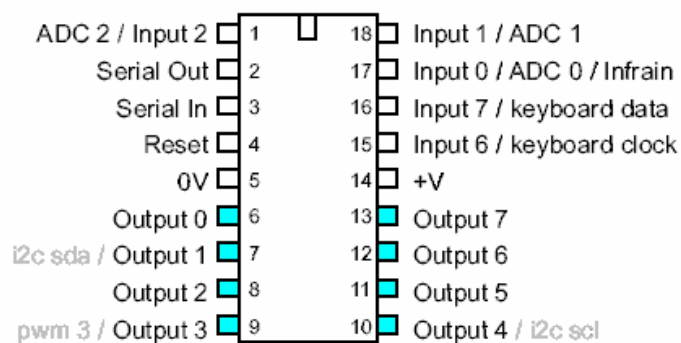 ADC 2 / Input 2 1 18 Input 1 / ADC 1
Serial Out 2 17 Input 0 / ADC 0 / Infrain
Serial In 3 16 Input 7 / keyboard data
Reset 4 15 Input 6 / keyboard clock
0V 5 14 +V
Output 0 6 13 Output 7
i2c sda / Output 1 7 12 Output 6
Output 2 8 11 Output 5
pwm 3 / Output 3 9 10 Output 4 / i2c scl